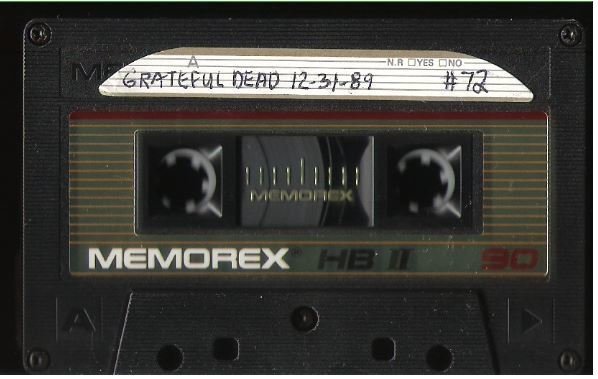 A N.R □YES □NO
GRATEFUL DEAD 12-31-89 #72
MEMOREX
MEMOREX® HB II 90
A